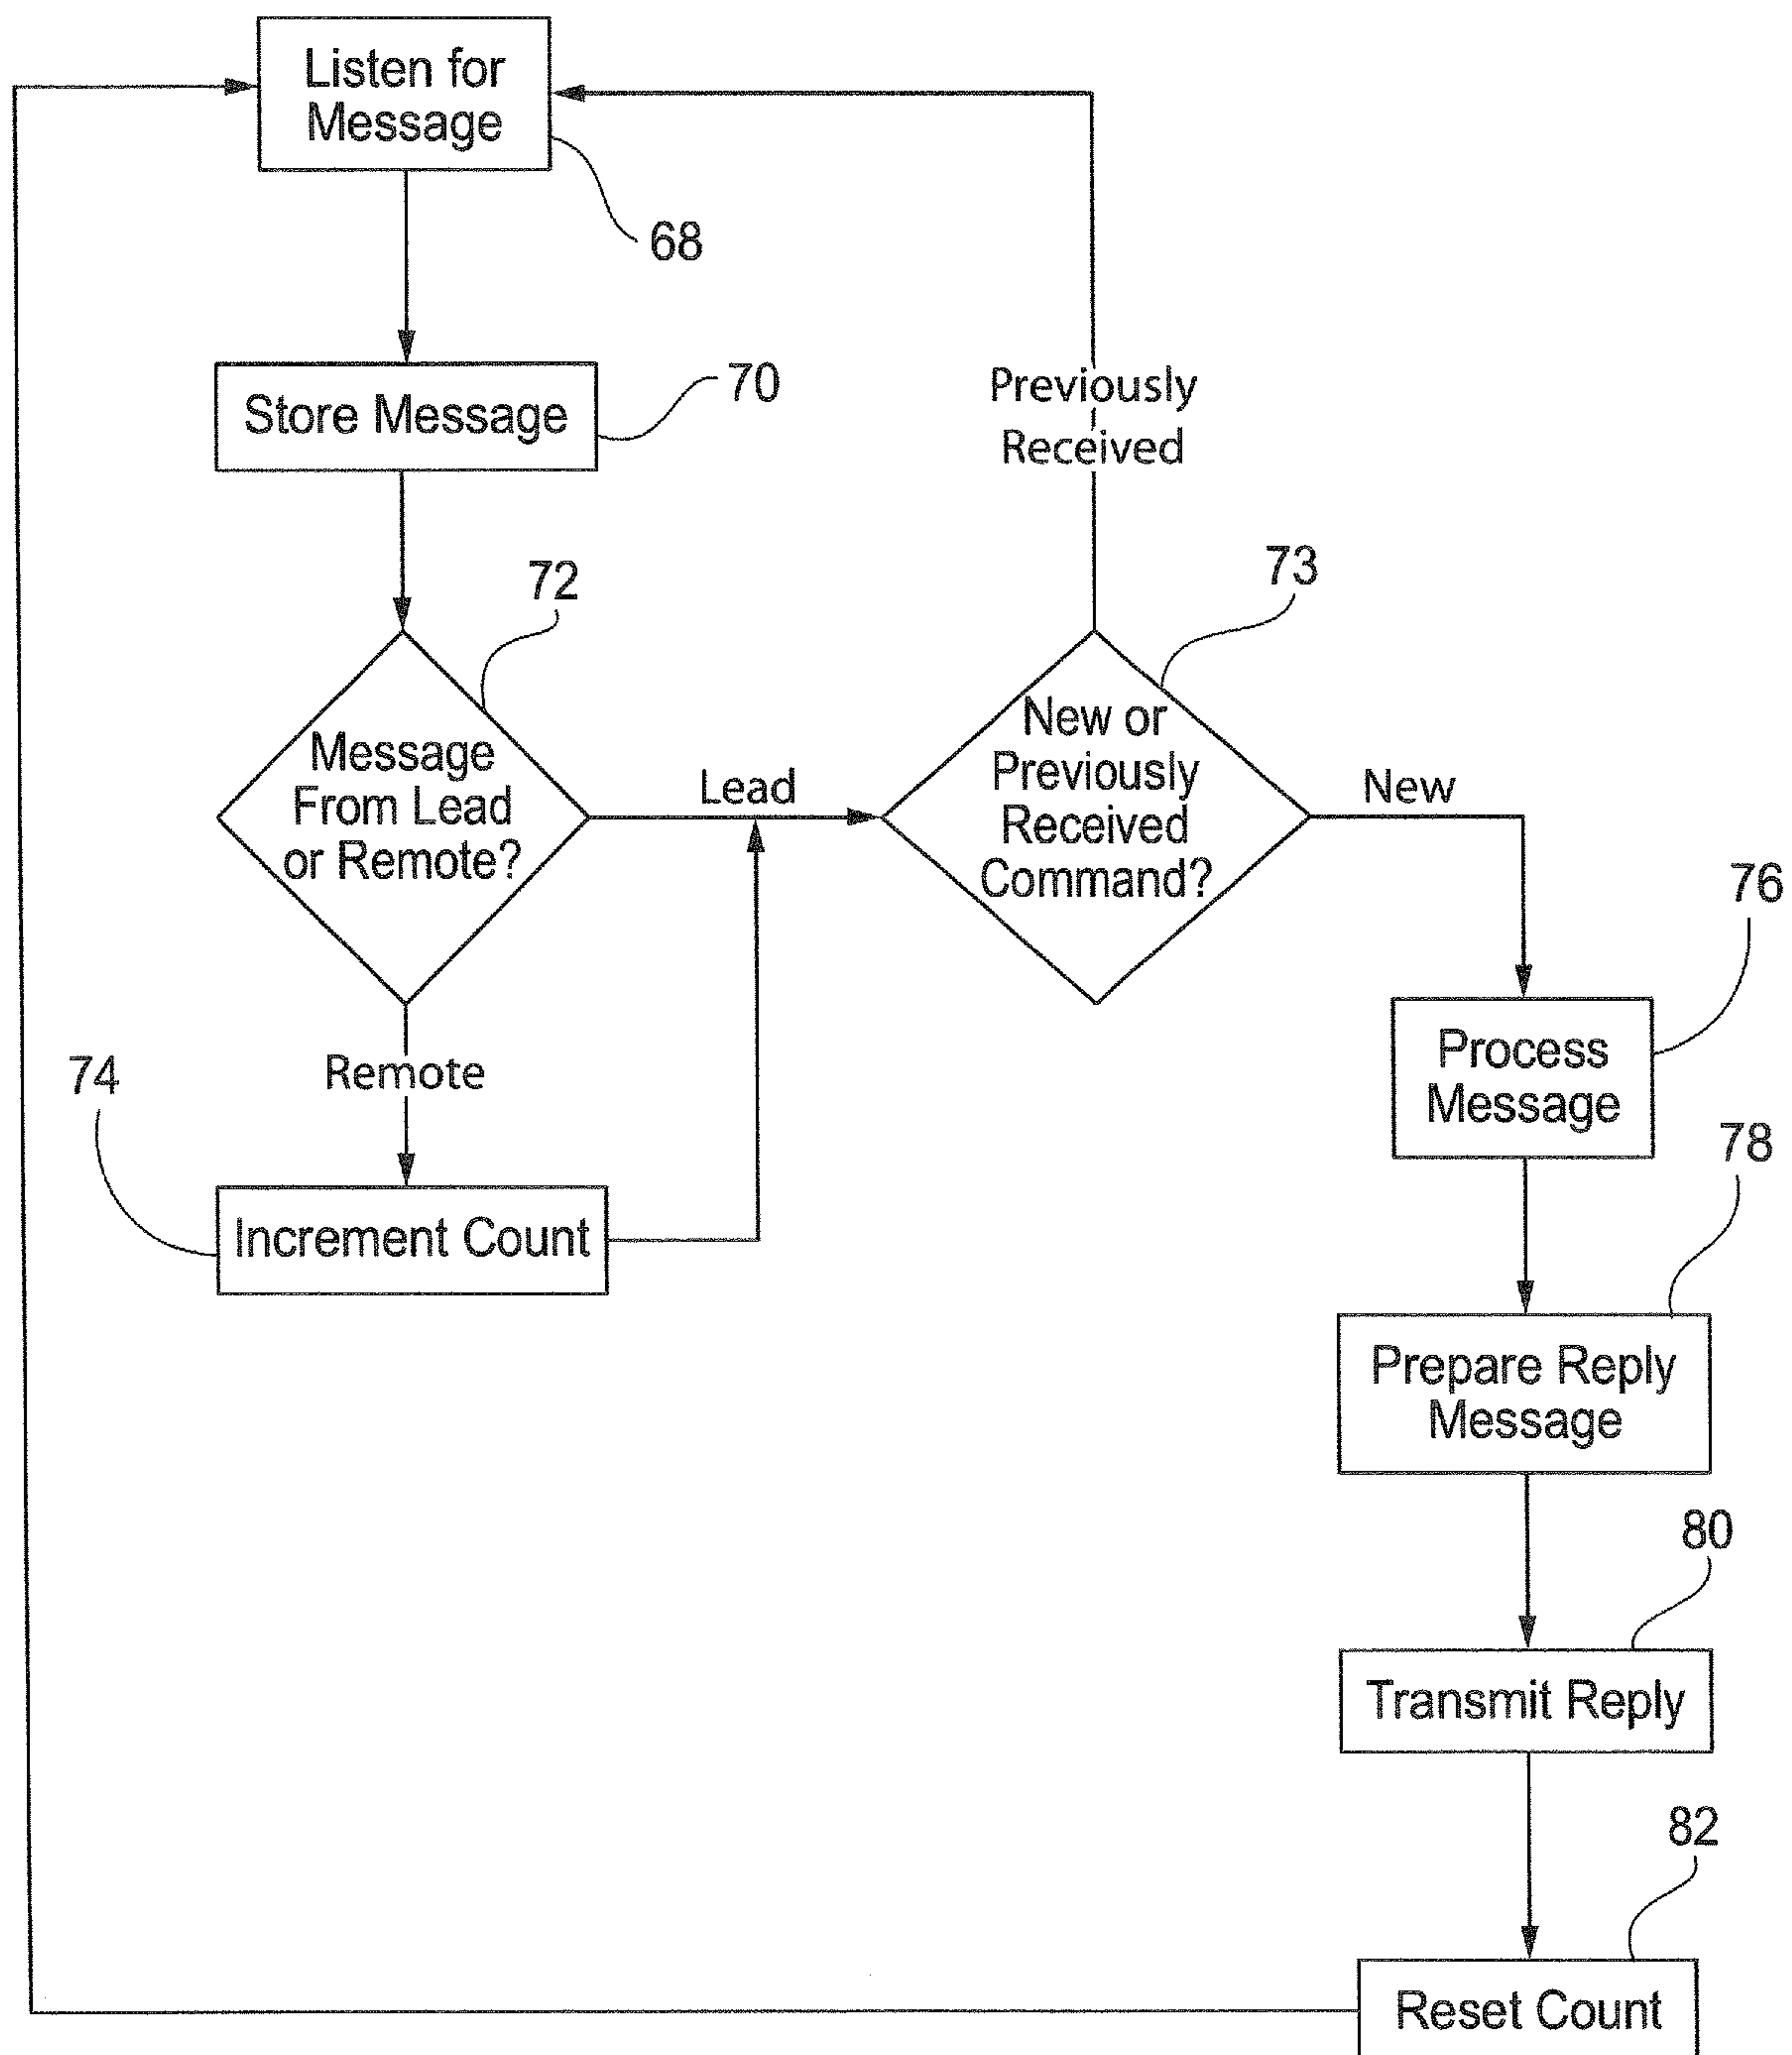 Listen for
Message
68
Store Message
70
Previously
Received
72
73
Message
From Lead
or Remote?
Lead
New or
Previously
Received
Command?
New
76
Remote
74
Process
Message
78
Increment Count
Prepare Reply
Message
80
Transmit Reply
82
Reset Count